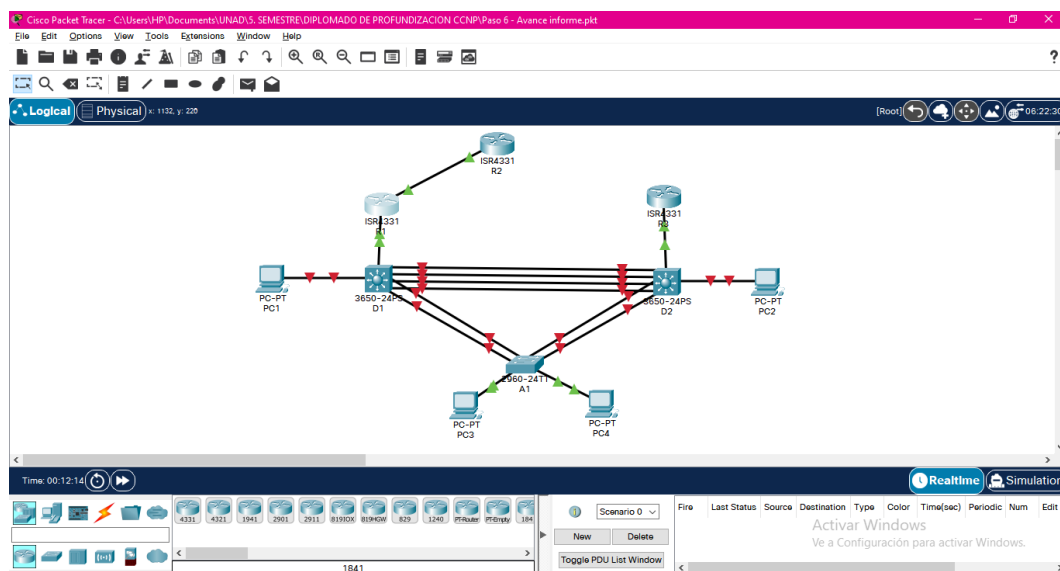 Cisco Packet Tracer - C:\Users\HP\Documents\UNAD\5. SEMESTRE\DIPLOMADO DE PROFUNDIZACION CCNP\Paso 6 - Avance informe.pkt
File Edit Options View Tools Extensions Window Help
?
Logical Physical x: 1132, y: 220 [Root] 06:22:30
ISR4331
R2
ISR4331
R1
ISR4331
R3
PC-PT
PC1
3650-24PS
D1
3650-24PS
D2
PC-PT
PC2
2960-24TT
A1
PC-PT
PC3
PC-PT
PC4
Time: 00:12:14 Realtime Simulation
4331 4321 1941 2901 2911 819IOX 819HGW 829 1240 PT-Router PT-Empty 184
1841
Scenario 0
New Delete
Toggle PDU List Window
Fire Last Status Source Destination Type Color Time(sec) Periodic Num Edit
Activar Windows
Ve a Configuración para activar Windows.